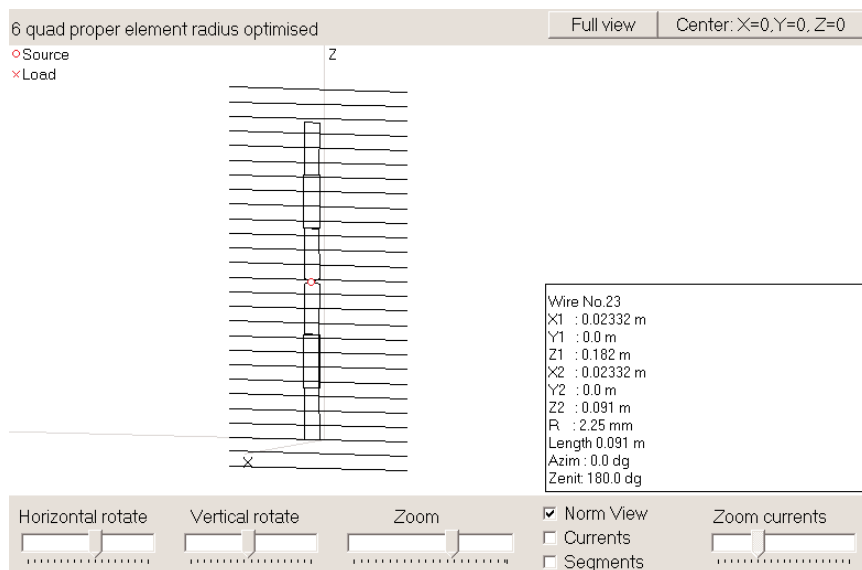 6 quad proper element radius optimised
Full view
Center: X=0,Y=0, Z=0
Source
Load
Z
X
Wire No.23
X1 : 0.02332 m
Y1 : 0.0 m
Z1 : 0.182 m
X2 : 0.02332 m
Y2 : 0.0 m
Z2 : 0.091 m
R : 2.25 mm
Length 0.091 m
Azim : 0.0 dg
Zenit: 180.0 dg
Horizontal rotate
Vertical rotate
Zoom
Norm View
Currents
Segments
Zoom currents